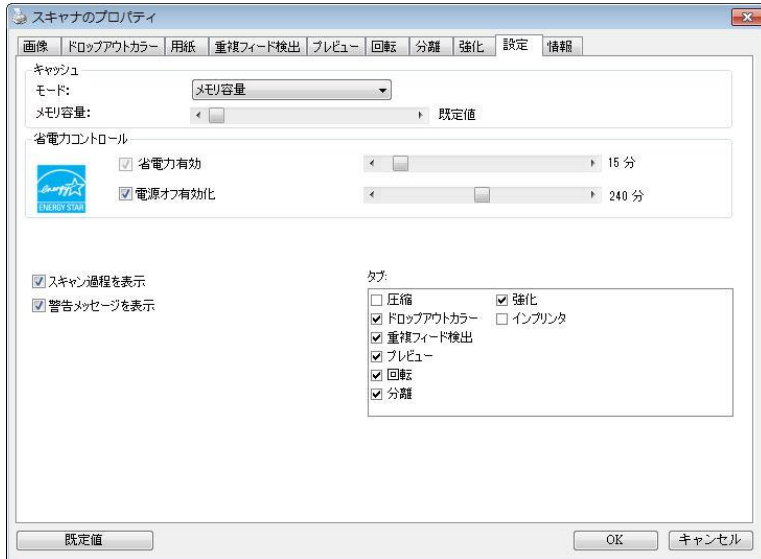 スキャナのプロパティ
画像 ドロップアウトカラー 用紙 重複フィード検出 プレビュー 回転 分離 強化 設定 情報
キャッシュ
モード: メモリ容量
メモリ容量: 既定値
省電力コントロール
省電力有効 15 分
energy
ENERGY STAR
電源オフ有効化 240 分
スキャン過程を表示
警告メッセージを表示
タブ:
圧縮 強化
ドロップアウトカラー インプリンタ
重複フィード検出
プレビュー
回転
分離
既定値 OK キャンセル